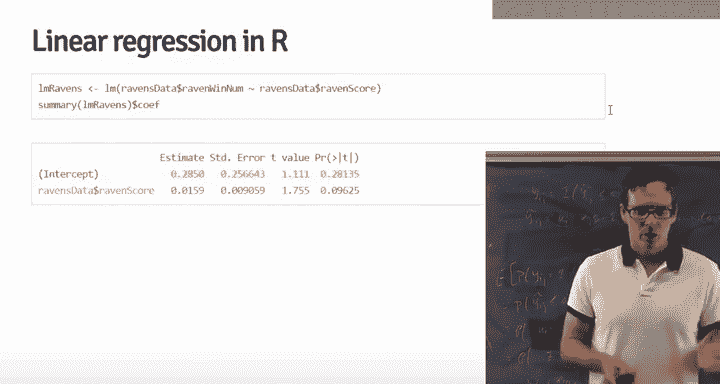 Linear regression in R
lmRavens <- lm(ravensData$ravenWinNum ~ ravensData$ravenScore)
summary(lmRavens)$coef
Estimate Std. Error t value Pr(>|t|)
(Intercept) 0.2850 0.256643 1.111 0.28135
ravensData$ravenScore 0.0159 0.009059 1.755 0.09625